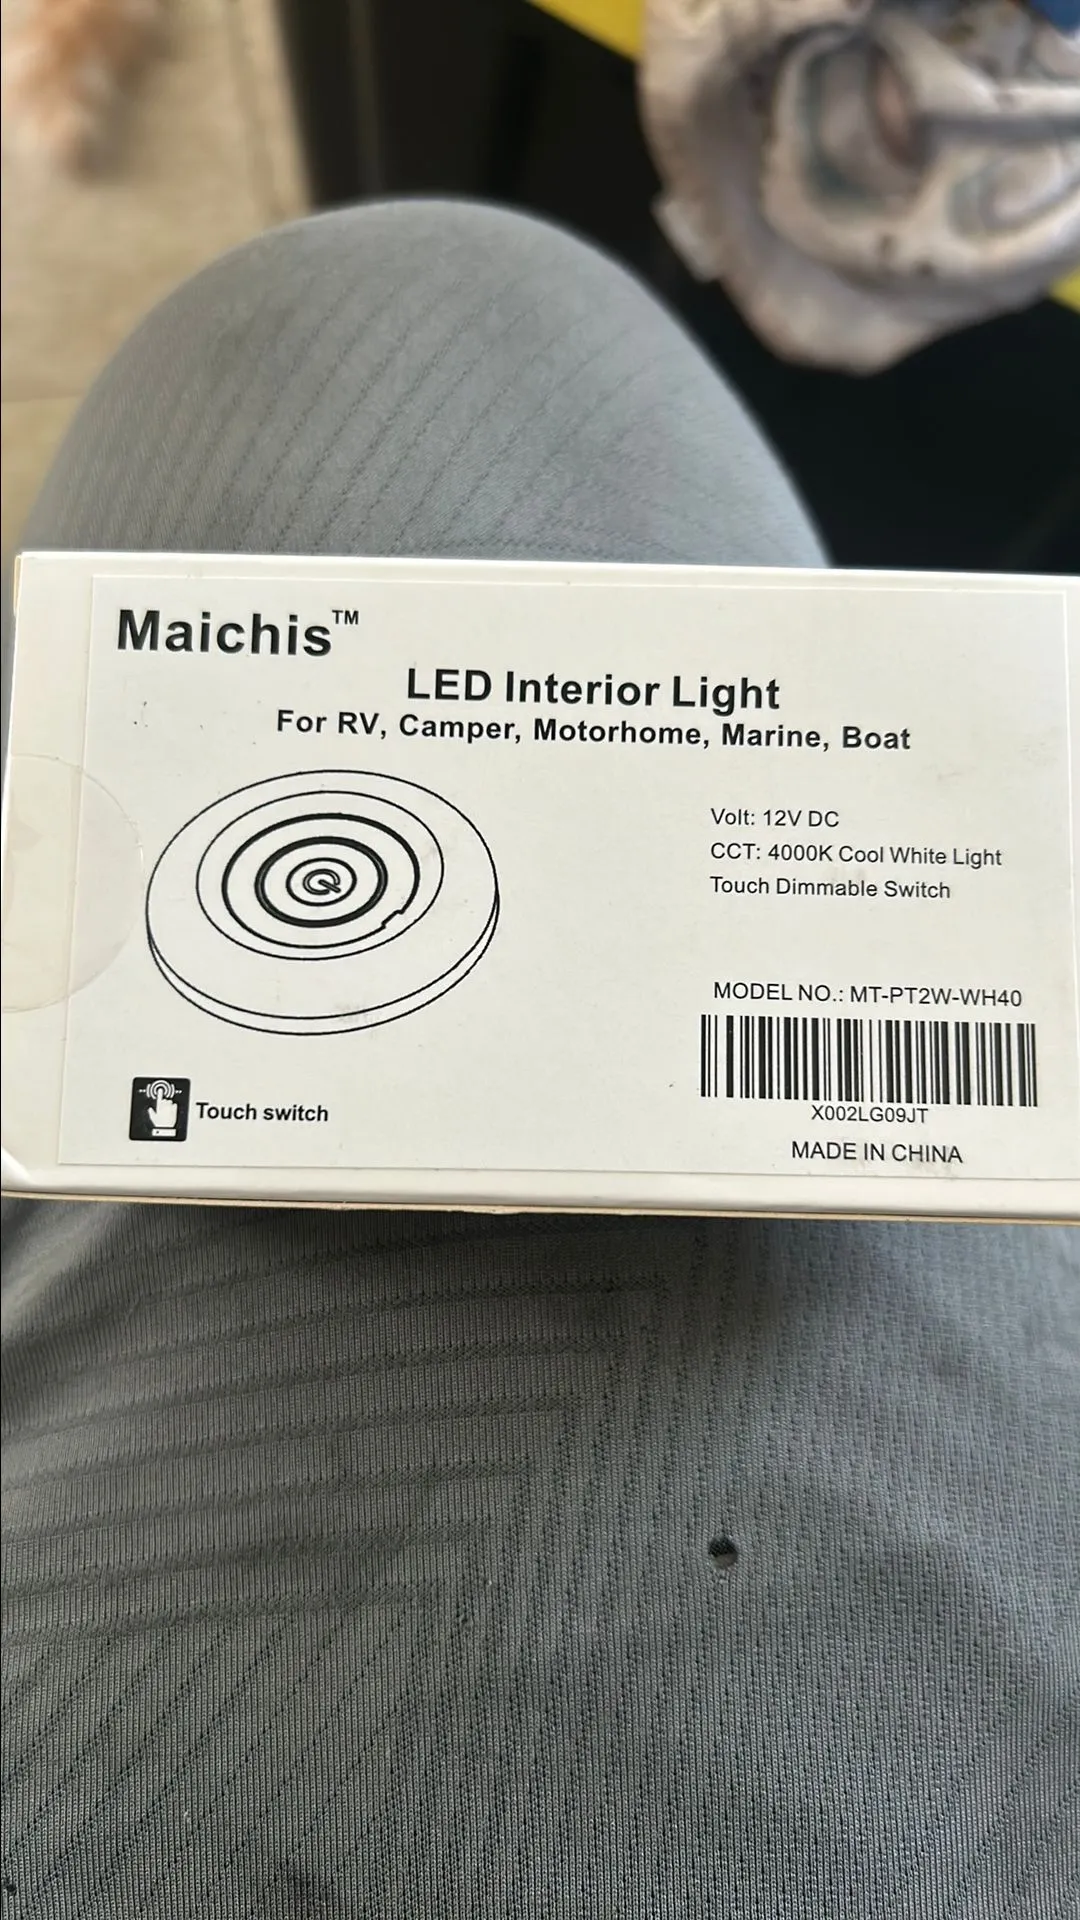 Maichis™
LED Interior Light
For RV, Camper, Motorhome, Marine, Boat
Volt: 12V DC
CCT: 4000K Cool White Light
Touch Dimmable Switch
MODEL NO.: MT-PT2W-WH40
X002LG09JT
MADE IN CHINA
Touch switch